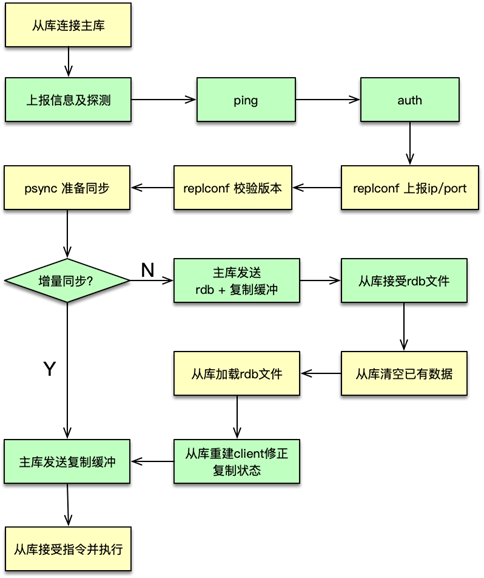 从库连接主库
上报信息及探测
ping
auth
replconf 上报ip/port
replconf 校验版本
psync 准备同步
增量同步?
N
主库发送
rdb + 复制缓冲
从库接受rdb文件
从库清空已有数据
从库加载rdb文件
从库重建client修正
复制状态
Y
主库发送复制缓冲
从库接受指令并执行